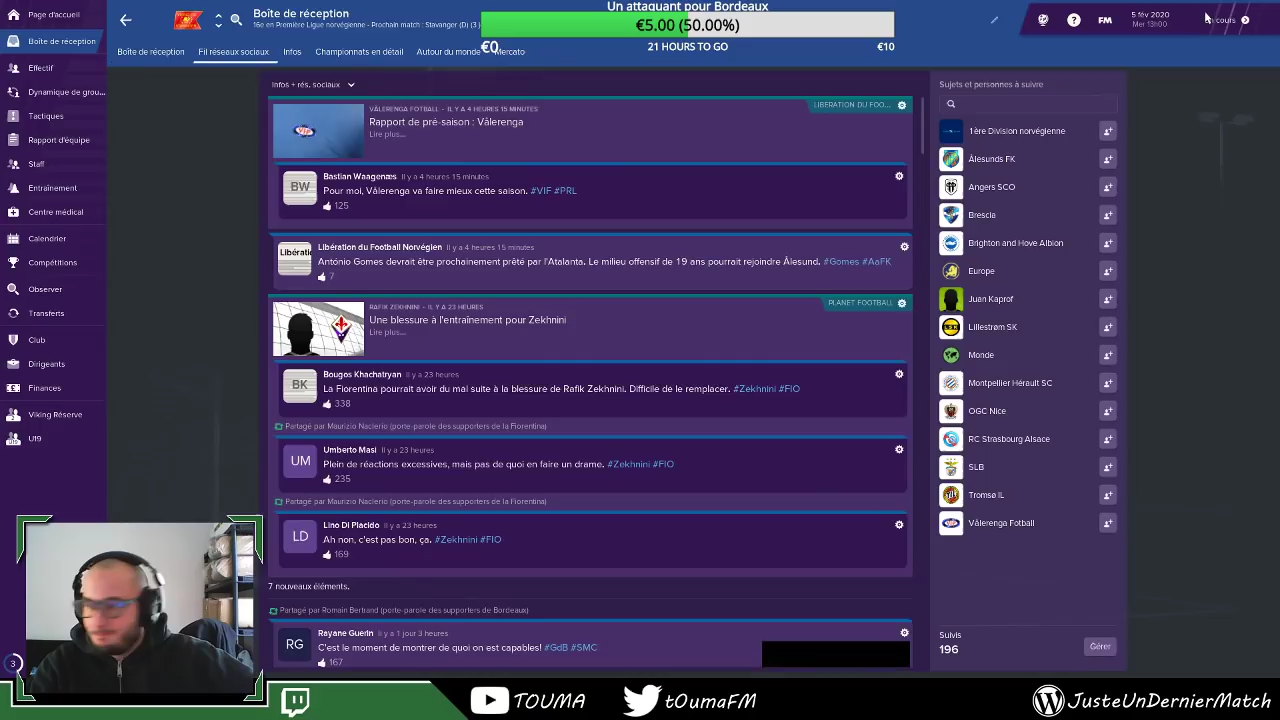 Un attaquant pour Bordeaux
Page d'accueil
Boîte de réception
16e en Première Ligue norvégienne - Prochain match : Stavanger (D) (3 j
€5.00 (50.00%)
€0
21 HOURS TO GO
€10
FM
5 fév 2020
Mer 13h00
En cours
Boîte de réception
Fil réseaux sociaux
Infos
Championnats en détail
Autour du monde
Mercato
Boîte de réception
Effectif
Dynamique de grou...
Tactiques
Rapport d'équipe
Staff
Entraînement
Centre médical
Calendrier
Compétitions
Observer
Transferts
Club
Dirigeants
Finances
Viking Réserve
U19
3
Infos + rés. sociaux
VÅLERENGA FOTBALL - IL Y A 4 HEURES 15 MINUTES
LIBÉRATION DU FOO...
Rapport de pré-saison : Vålerenga
Lire plus...
BW
Bastian Waagenæs Il y a 4 heures 15 minutes
Pour moi, Vålerenga va faire mieux cette saison. #VIF #PRL
125
Libératio
Libération du Football Norvégien Il y a 4 heures 15 minutes
António Gomes devrait être prochainement prêté par l'Atalanta. Le milieu offensif de 19 ans pourrait rejoindre Ålesund. #Gomes #AaFK
7
RAFIK ZEKHNINI - IL Y A 23 HEURES
PLANET FOOTBALL
Une blessure à l'entraînement pour Zekhnini
Lire plus...
BK
Bougos Khachatryan Il y a 23 heures
La Fiorentina pourrait avoir du mal suite à la blessure de Rafik Zekhnini. Difficile de le remplacer. #Zekhnini #FIO
338
Partagé par Maurizio Naclerio (porte-parole des supporters de la Fiorentina)
UM
Umberto Masi Il y a 23 heures
Plein de réactions excessives, mais pas de quoi en faire un drame. #Zekhnini #FIO
235
Partagé par Maurizio Naclerio (porte-parole des supporters de la Fiorentina)
LD
Lino Di Placido Il y a 23 heures
Ah non, c'est pas bon, ça. #Zekhnini #FIO
169
7 nouveaux éléments.
Partagé par Romain Bertrand (porte-parole des supporters de Bordeaux)
RG
Rayane Guerin Il y a 1 jour 3 heures
C'est le moment de montrer de quoi on est capables! #GdB #SMC
167
Sujets et personnes à suivre
1ère Division norvégienne
Ålesunds FK
Angers SCO
Brescia
Brighton and Hove Albion
Europe
Juan Kaprof
Lillestrøm SK
Monde
Montpellier Hérault SC
OGC Nice
RC Strasbourg Alsace
SLB
Tromsø IL
Vålerenga Fotball
Suivis
196
Gérer
TOUMA
tOumaFM
JusteUnDernierMatch